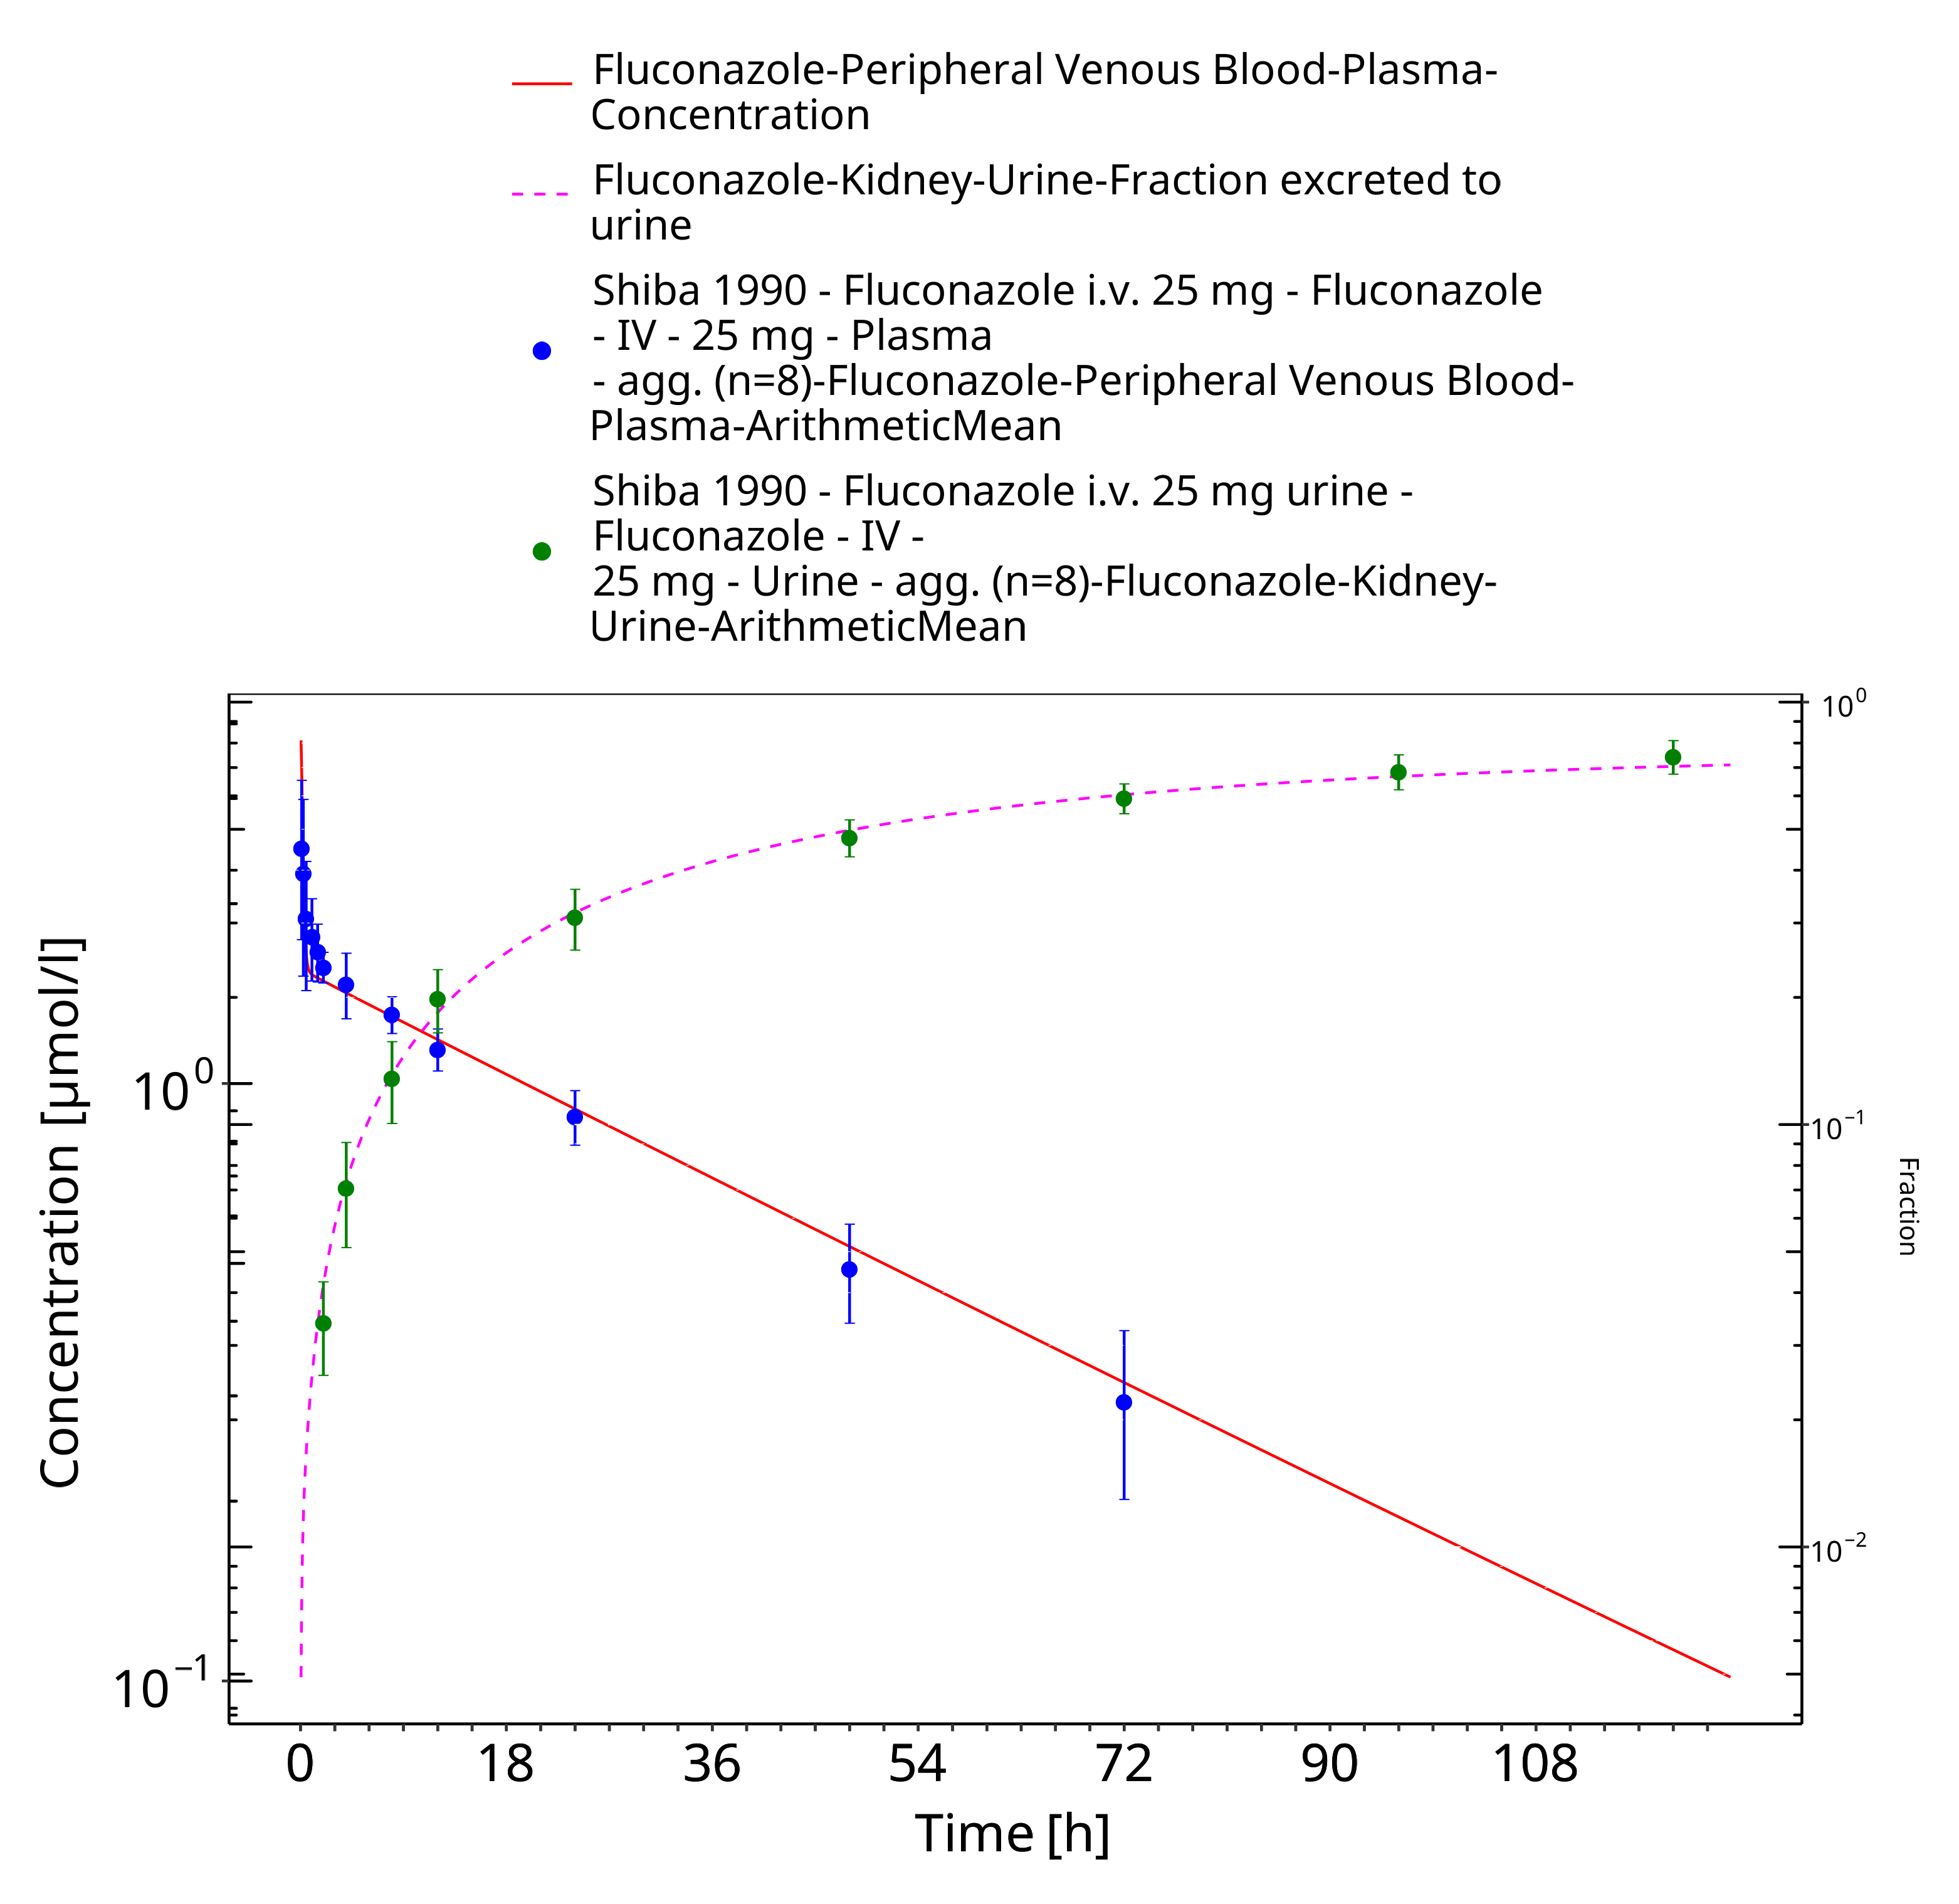 Fluconazole-Peripheral Venous Blood-Plasma-
Concentration
Fluconazole-Kidney-Urine-Fraction excreted to
urine
Shiba 1990 - Fluconazole i.v. 25 mg - Fluconazole
- IV - 25 mg - Plasma
- agg. (n=8)-Fluconazole-Peripheral Venous Blood-
Plasma-ArithmeticMean
Shiba 1990 - Fluconazole i.v. 25 mg urine -
Fluconazole - IV -
25 mg - Urine - agg. (n=8)-Fluconazole-Kidney-
Urine-ArithmeticMean
Concentration [µmol/l]
10⁰
10⁻¹
10⁰
10⁻¹
10⁻²
Fraction
0 18 36 54 72 90 108
Time [h]